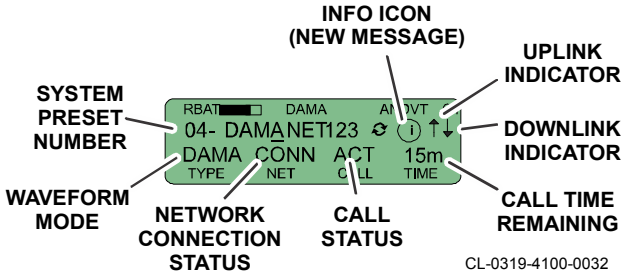 INFO ICON
(NEW MESSAGE)
UPLINK
INDICATOR
SYSTEM
PRESET
NUMBER
RBAT DAMA ANDVT
04- DAMANET123 i
DOWNLINK
INDICATOR
DAMA CONN ACT 15m
TYPE NET CALL TIME
WAVEFORM
MODE
NETWORK
CONNECTION
STATUS
CALL
STATUS
CALL TIME
REMAINING
CL-0319-4100-0032